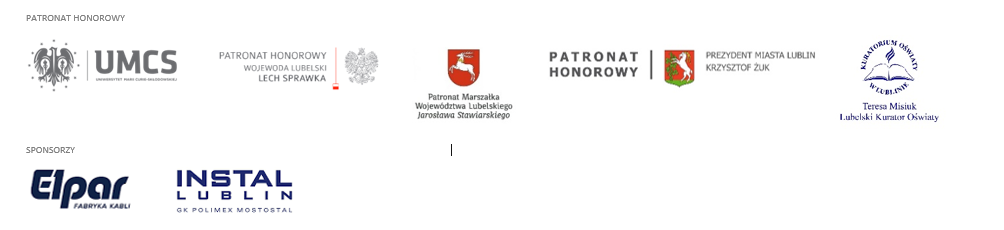 PATRONAT HONOROWY
UMCS
UNIWERSYTET MARII CURIE-SKŁODOWSKIEJ
PATRONAT HONOROWY
WOJEWODA LUBELSKI
LECH SPRAWKA
Patronat Marszałka
Województwa Lubelskiego
Jarosława Stawiarskiego
PATRONAT
HONOROWY
PREZYDENT MIASTA LUBLIN
KRZYSZTOF ŻUK
KURATORIUM OŚWIATY
W LUBLINIE
Teresa Misiuk
Lubelski Kurator Oświaty
SPONSORZY
Elpar
FABRYKA KABLI
INSTAL
LUBLIN
GK POLIMEX MOSTOSTAL